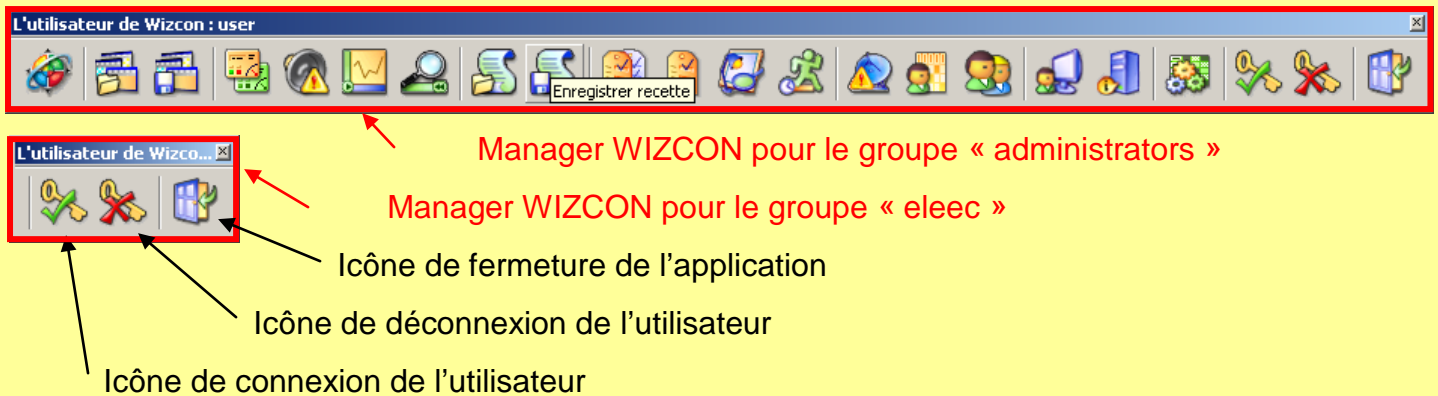 L'utilisateur de Wizcon : user
Enregistrer recette
Manager WIZCON pour le groupe « administrators »
L'utilisateur de Wizco...
Manager WIZCON pour le groupe « eleec »
Icône de fermeture de l’application
Icône de déconnexion de l’utilisateur
Icône de connexion de l’utilisateur